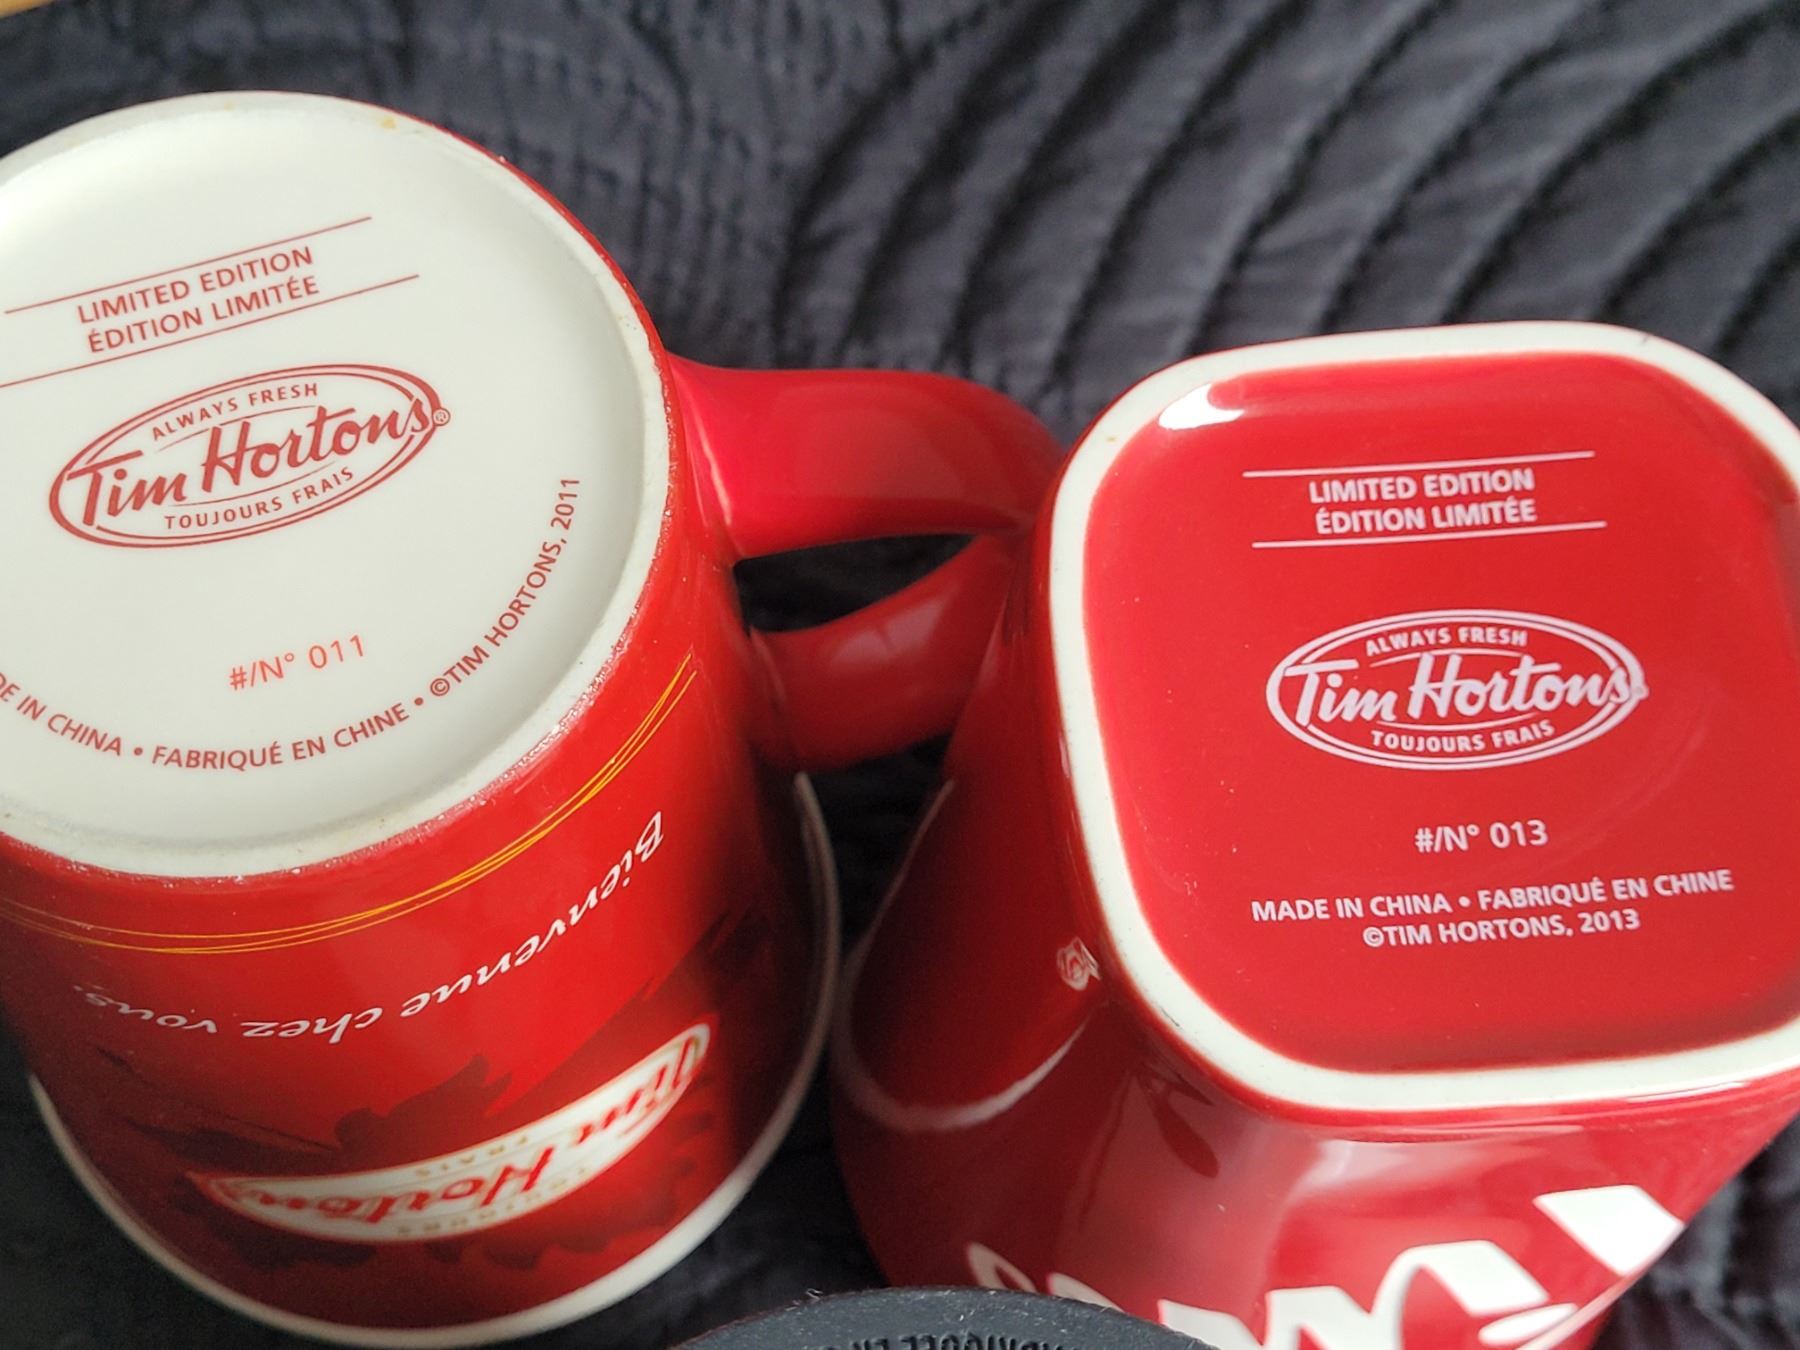 LIMITED EDITION
ÉDITION LIMITÉE
ALWAYS FRESH
Tim Hortons®
TOUJOURS FRAIS
#/N° 011
DE IN CHINA • FABRIQUÉ EN CHINE • ©TIM HORTONS, 2011
Bienvenue chez vous.
Tim Hortons
FRAIS
LIMITED EDITION
ÉDITION LIMITÉE
ALWAYS FRESH
Tim Hortons
TOUJOURS FRAIS
#/N° 013
MADE IN CHINA • FABRIQUÉ EN CHINE
©TIM HORTONS, 2013